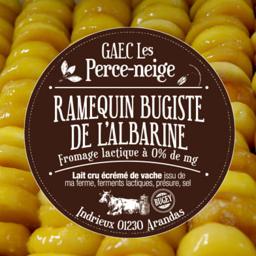 GAEC Les
Perce-neige
RAMEQUIN BUGISTE
DE L'ALBARINE
Fromage lactique à 0% de mg
Lait cru écrémé de vache issu de
ma ferme, ferments lactiques, présure, sel
BUGEY
Indrieux 01230 Arandas